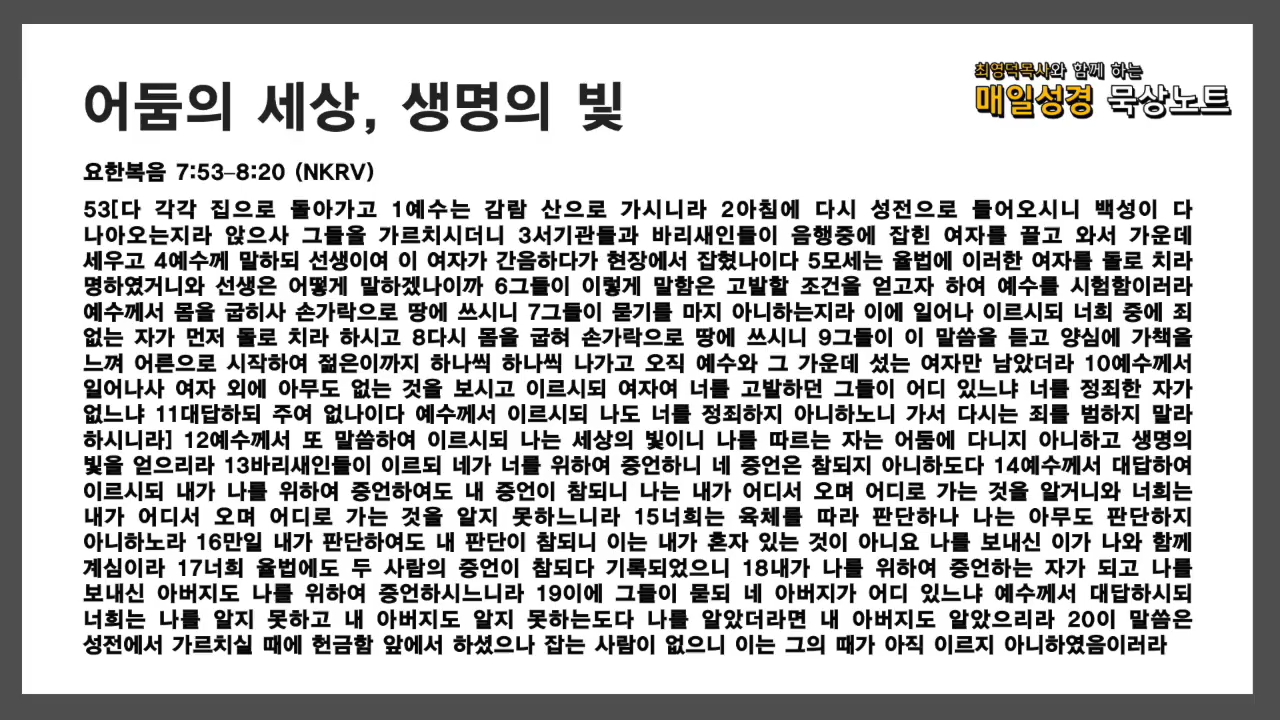 어둠의 세상, 생명의 빛
최영덕목사와 함께 하는
매일성경 묵상노트
요한복음 7:53–8:20 (NKRV)
53[다 각각 집으로 돌아가고 1예수는 감람 산으로 가시니라 2아침에 다시 성전으로 들어오시니 백성이 다
나아오는지라 앉으사 그들을 가르치시더니 3서기관들과 바리새인들이 음행중에 잡힌 여자를 끌고 와서 가운데
세우고 4예수께 말하되 선생이여 이 여자가 간음하다가 현장에서 잡혔나이다 5모세는 율법에 이러한 여자를 돌로 치라
명하였거니와 선생은 어떻게 말하겠나이까 6그들이 이렇게 말함은 고발할 조건을 얻고자 하여 예수를 시험함이러라
예수께서 몸을 굽히사 손가락으로 땅에 쓰시니 7그들이 묻기를 마지 아니하는지라 이에 일어나 이르시되 너희 중에 죄
없는 자가 먼저 돌로 치라 하시고 8다시 몸을 굽혀 손가락으로 땅에 쓰시니 9그들이 이 말씀을 듣고 양심에 가책을
느껴 어른으로 시작하여 젊은이까지 하나씩 하나씩 나가고 오직 예수와 그 가운데 섰는 여자만 남았더라 10예수께서
일어나사 여자 외에 아무도 없는 것을 보시고 이르시되 여자여 너를 고발하던 그들이 어디 있느냐 너를 정죄한 자가
없느냐 11대답하되 주여 없나이다 예수께서 이르시되 나도 너를 정죄하지 아니하노니 가서 다시는 죄를 범하지 말라
하시니라] 12예수께서 또 말씀하여 이르시되 나는 세상의 빛이니 나를 따르는 자는 어둠에 다니지 아니하고 생명의
빛을 얻으리라 13바리새인들이 이르되 네가 너를 위하여 증언하니 네 증언은 참되지 아니하도다 14예수께서 대답하여
이르시되 내가 나를 위하여 증언하여도 내 증언이 참되니 나는 내가 어디서 오며 어디로 가는 것을 알거니와 너희는
내가 어디서 오며 어디로 가는 것을 알지 못하느니라 15너희는 육체를 따라 판단하나 나는 아무도 판단하지
아니하노라 16만일 내가 판단하여도 내 판단이 참되니 이는 내가 혼자 있는 것이 아니요 나를 보내신 이가 나와 함께
계심이라 17너희 율법에도 두 사람의 증언이 참되다 기록되었으니 18내가 나를 위하여 증언하는 자가 되고 나를
보내신 아버지도 나를 위하여 증언하시느니라 19이에 그들이 묻되 네 아버지가 어디 있느냐 예수께서 대답하시되
너희는 나를 알지 못하고 내 아버지도 알지 못하는도다 나를 알았더라면 내 아버지도 알았으리라 20이 말씀은
성전에서 가르치실 때에 헌금함 앞에서 하셨으나 잡는 사람이 없으니 이는 그의 때가 아직 이르지 아니하였음이러라